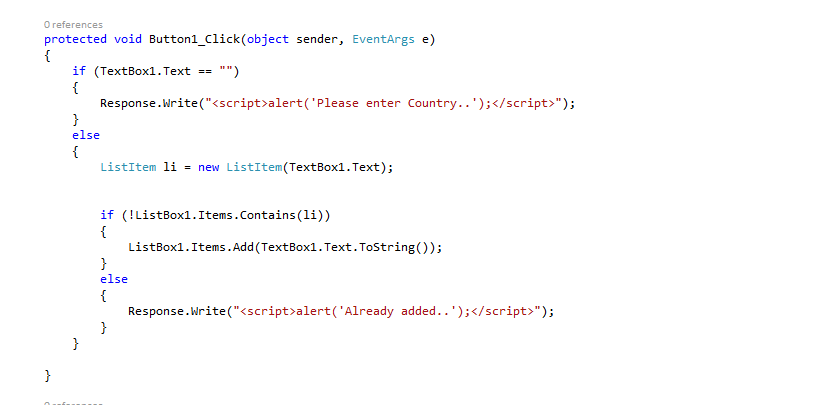 0 references
protected void Button1_Click(object sender, EventArgs e)
{
if (TextBox1.Text == "")
{
Response.Write("<script>alert('Please enter Country..');</script>");
}
else
{
ListItem li = new ListItem(TextBox1.Text);
if (!ListBox1.Items.Contains(li))
{
ListBox1.Items.Add(TextBox1.Text.ToString());
}
else
{
Response.Write("<script>alert('Already added..');</script>");
}
}
}
0 references